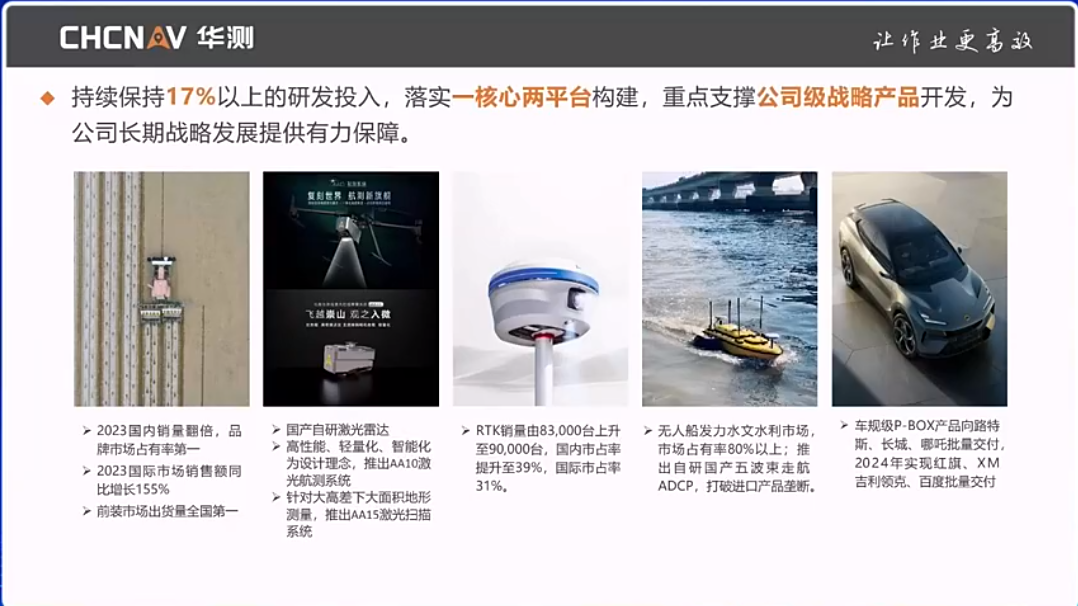 CHCNAV 华测
让作业更高效
持续保持17%以上的研发投入，落实一核心两平台构建，重点支撑公司级战略产品开发，为
公司长期战略发展提供有力保障。
复刻世界 航测新旗舰
飞越崇山 观之入微
2023国内销量翻倍，品
牌市场占有率第一
2023国际市场销售额同
比增长155%
前装市场出货量全国第一
国产自研激光雷达
高性能、轻量化、智能化
为设计理念，推出AA10激
光航测系统
针对大高差下大面积地形
测量，推出AA15激光扫描
系统
RTK销量由83,000台上升
至90,000台，国内市占率
提升至39%，国际市占率
31%。
无人船发力水文水利市场，
市场占有率80%以上；推
出自研国产五波束走航
ADCP，打破进口产品垄断。
车规级P-BOX产品向路特
斯、长城、哪吒批量交付，
2024年实现红旗、XM
吉利领克、百度批量交付